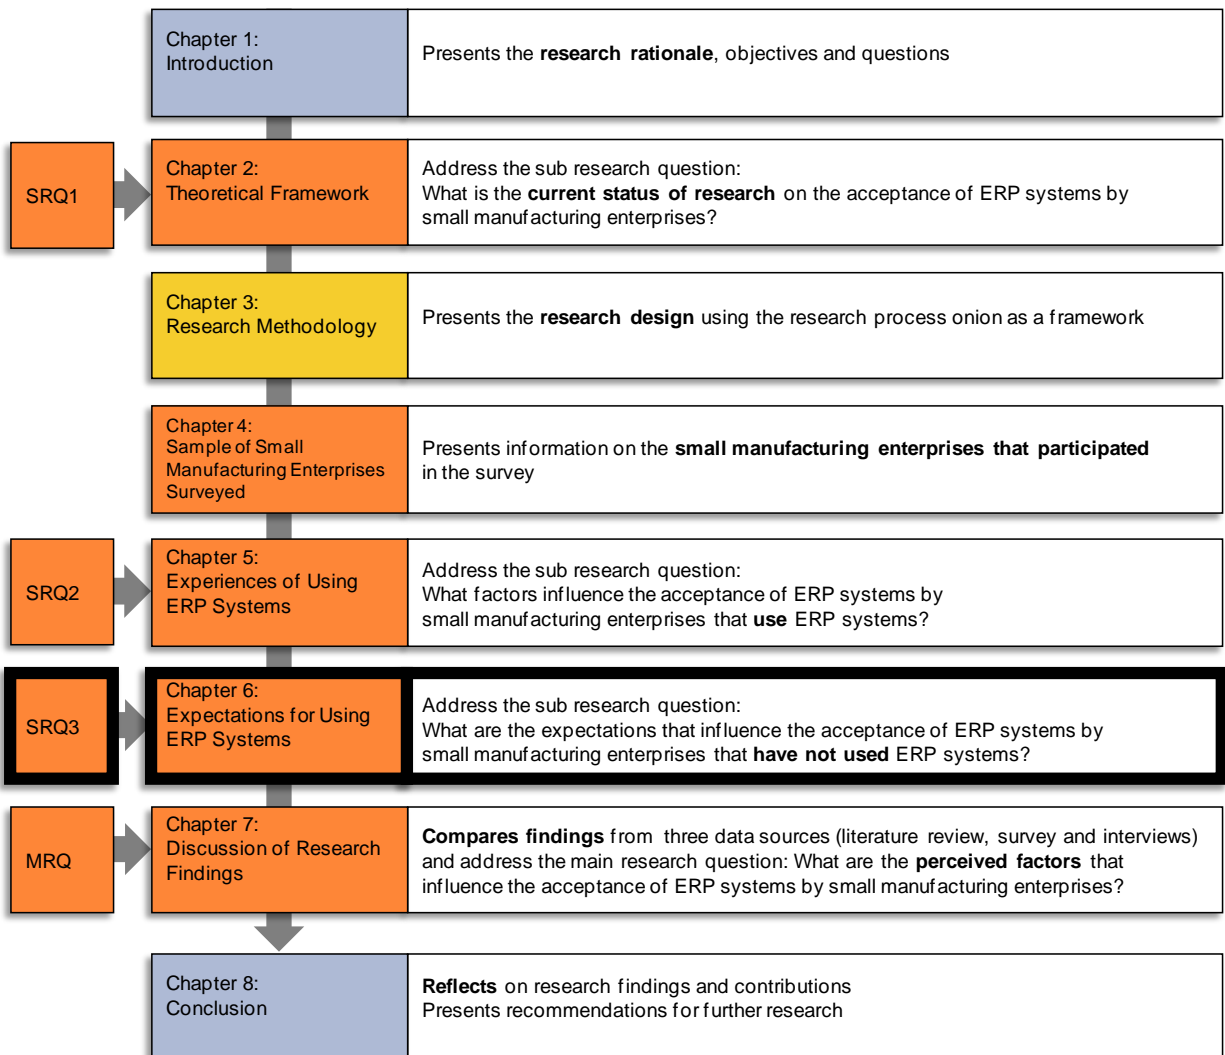 Chapter 1:
Introduction
Presents the research rationale, objectives and questions
SRQ1
Chapter 2:
Theoretical Framework
Address the sub research question:
What is the current status of research on the acceptance of ERP systems by
small manufacturing enterprises?
Chapter 3:
Research Methodology
Presents the research design using the research process onion as a framework
Chapter 4:
Sample of Small
Manufacturing Enterprises
Surveyed
Presents information on the small manufacturing enterprises that participated
in the survey
SRQ2
Chapter 5:
Experiences of Using
ERP Systems
Address the sub research question:
What factors influence the acceptance of ERP systems by
small manufacturing enterprises that use ERP systems?
SRQ3
Chapter 6:
Expectations for Using
ERP Systems
Address the sub research question:
What are the expectations that influence the acceptance of ERP systems by
small manufacturing enterprises that have not used ERP systems?
MRQ
Chapter 7:
Discussion of Research
Findings
Compares findings from three data sources (literature review, survey and interviews)
and address the main research question: What are the perceived factors that
influence the acceptance of ERP systems by small manufacturing enterprises?
Chapter 8:
Conclusion
Reflects on research findings and contributions
Presents recommendations for further research